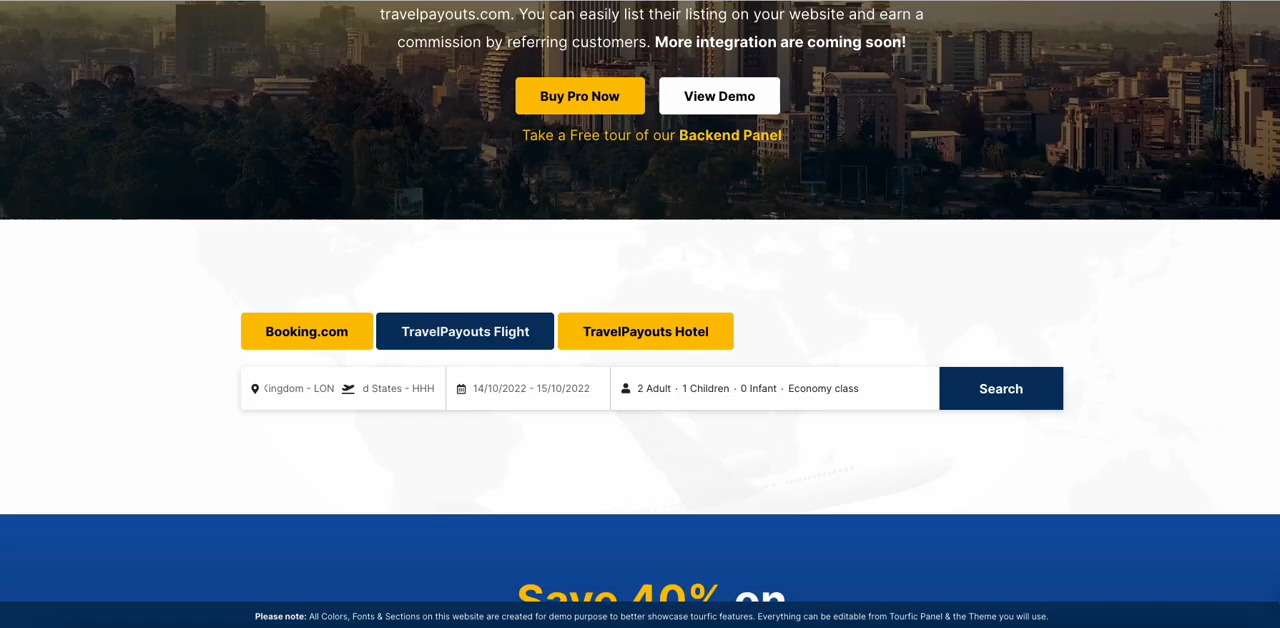 travelpayouts.com. You can easily list their listing on your website and earn a
commission by referring customers. More integration are coming soon!
Buy Pro Now View Demo
Take a Free tour of our Backend Panel
Booking.com TravelPayouts Flight TravelPayouts Hotel
Kingdom - LON d States - HHH 14/10/2022 - 15/10/2022 2 Adult · 1 Children · 0 Infant · Economy class Search
Save 40% on
Please note: All Colors, Fonts & Sections on this website are created for demo purpose to better showcase tourfic features. Everything can be editable from Tourfic Panel & the Theme you will use.